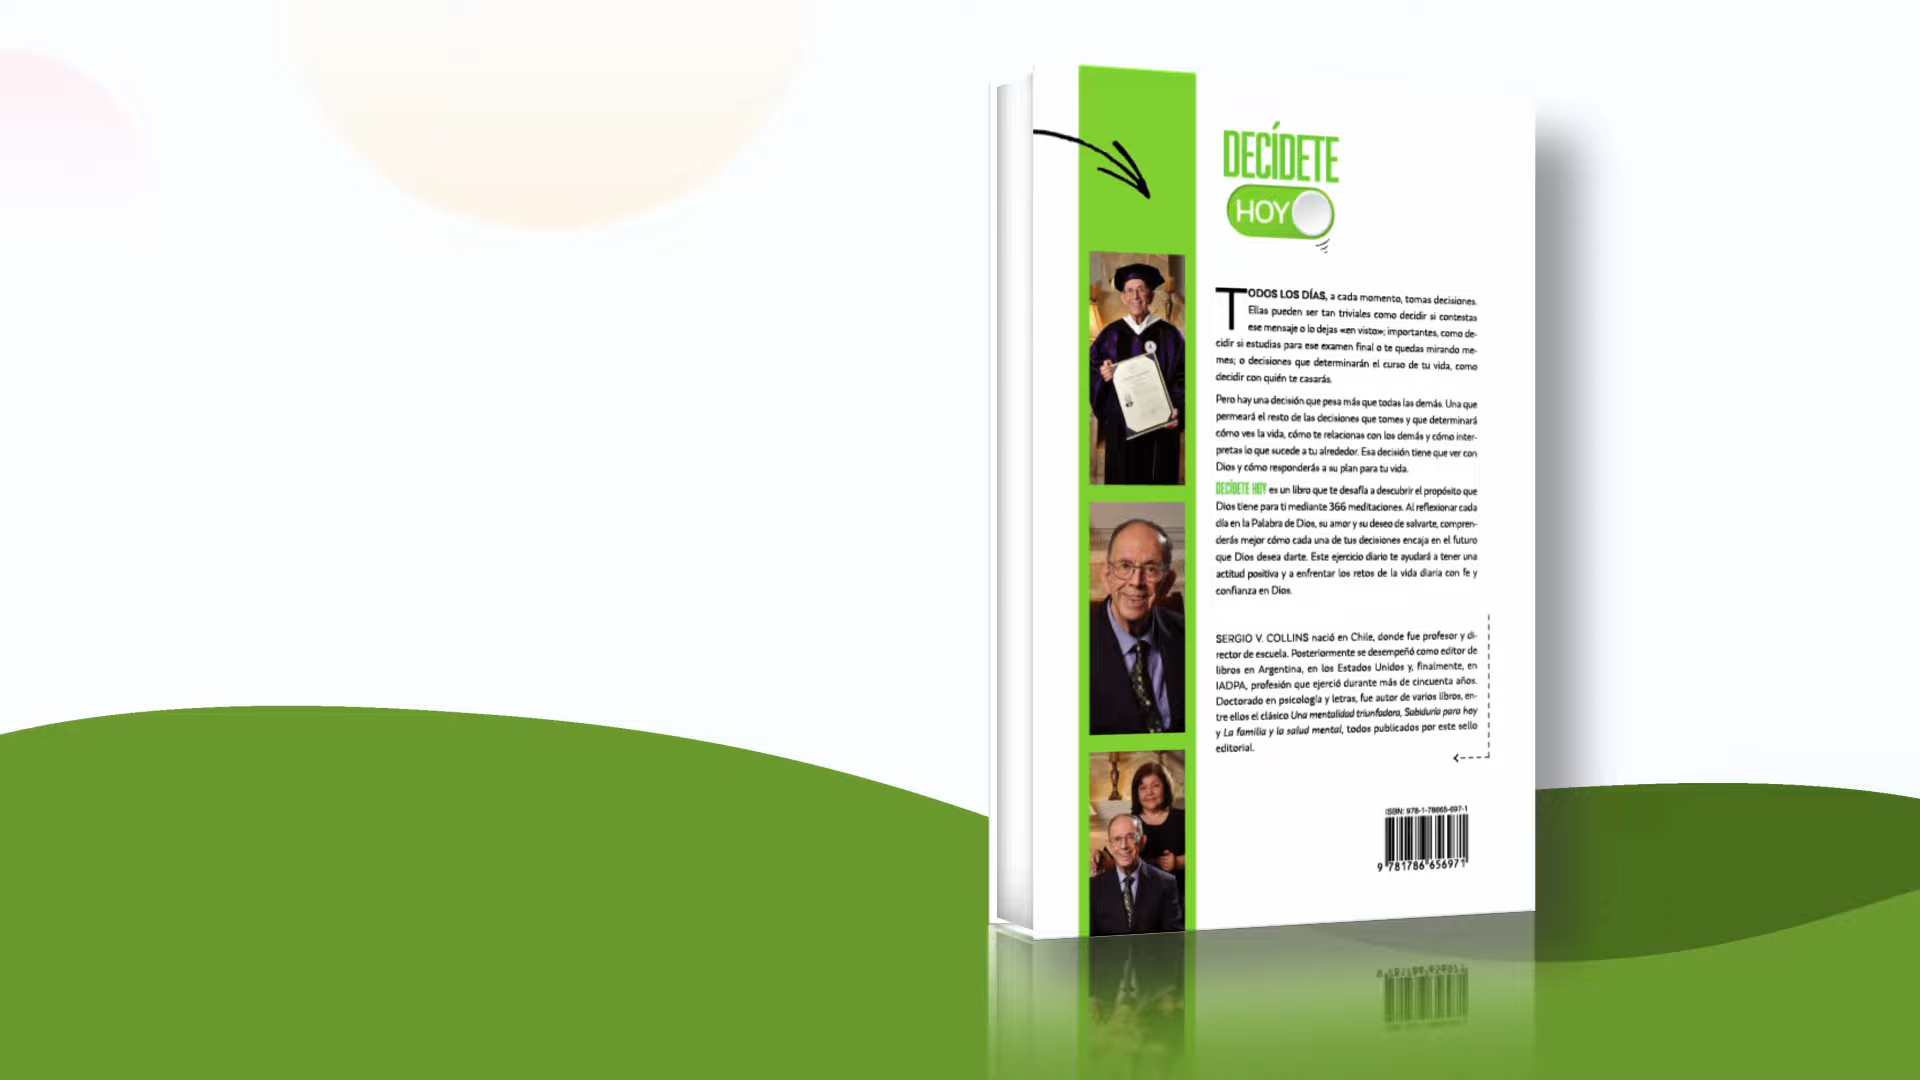 DECÍDETE
HOY
TODOS LOS DÍAS, a cada momento, tomas decisiones.
Ellas pueden ser tan triviales como decidir si contestas
ese mensaje o lo dejas «en visto»; importantes, como de-
cidir si estudias para ese examen final o te quedas mirando me-
mes; o decisiones que determinarán el curso de tu vida, como
decidir con quién te casarás.
Pero hay una decisión que pesa más que todas las demás. Una que
permeará el resto de las decisiones que tomes y que determinará
cómo ves la vida, cómo te relacionas con los demás y cómo inter-
pretas lo que sucede a tu alrededor. Esa decisión tiene que ver con
Dios y cómo responderás a su plan para tu vida.
DECÍDETE HOY es un libro que te desafía a descubrir el propósito que
Dios tiene para ti mediante 366 meditaciones. Al reflexionar cada
día en la Palabra de Dios, su amor y su deseo de salvarte, compren-
derás mejor cómo cada una de tus decisiones encaja en el futuro
que Dios desea darte. Este ejercicio diario te ayudará a tener una
actitud positiva y a enfrentar los retos de la vida diaria con fe y
confianza en Dios.
SERGIO V. COLLINS nació en Chile, donde fue profesor y di-
rector de escuela. Posteriormente se desempeñó como editor de
libros en Argentina, en los Estados Unidos y, finalmente, en
IADPA, profesión que ejerció durante más de cincuenta años.
Doctorado en psicología y letras, fue autor de varios libros, en-
tre ellos el clásico Una mentalidad triunfadora, Sabiduría para hoy
y La familia y la salud mental, todos publicados por este sello
editorial.
ISBN: 978-1-78665-697-1
9 781786 656971